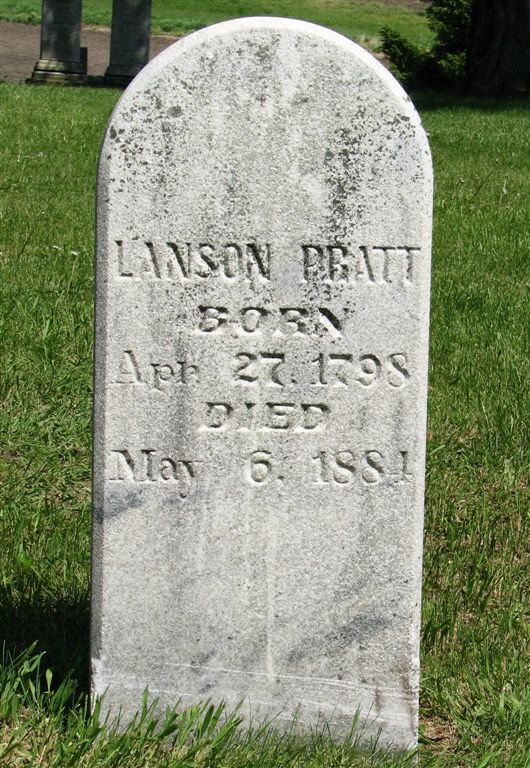 LANSON PRATT
BORN
Apr. 27. 1798
DIED
May 6. 1884